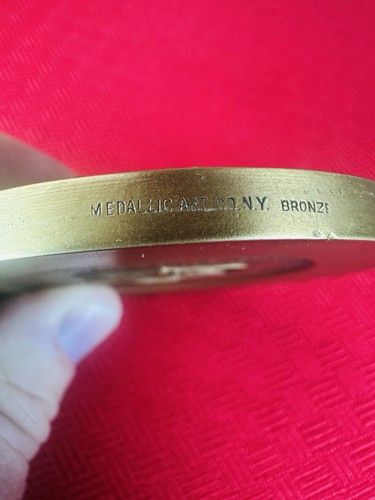 MEDALLIC ART CO. N.Y. BRONZE